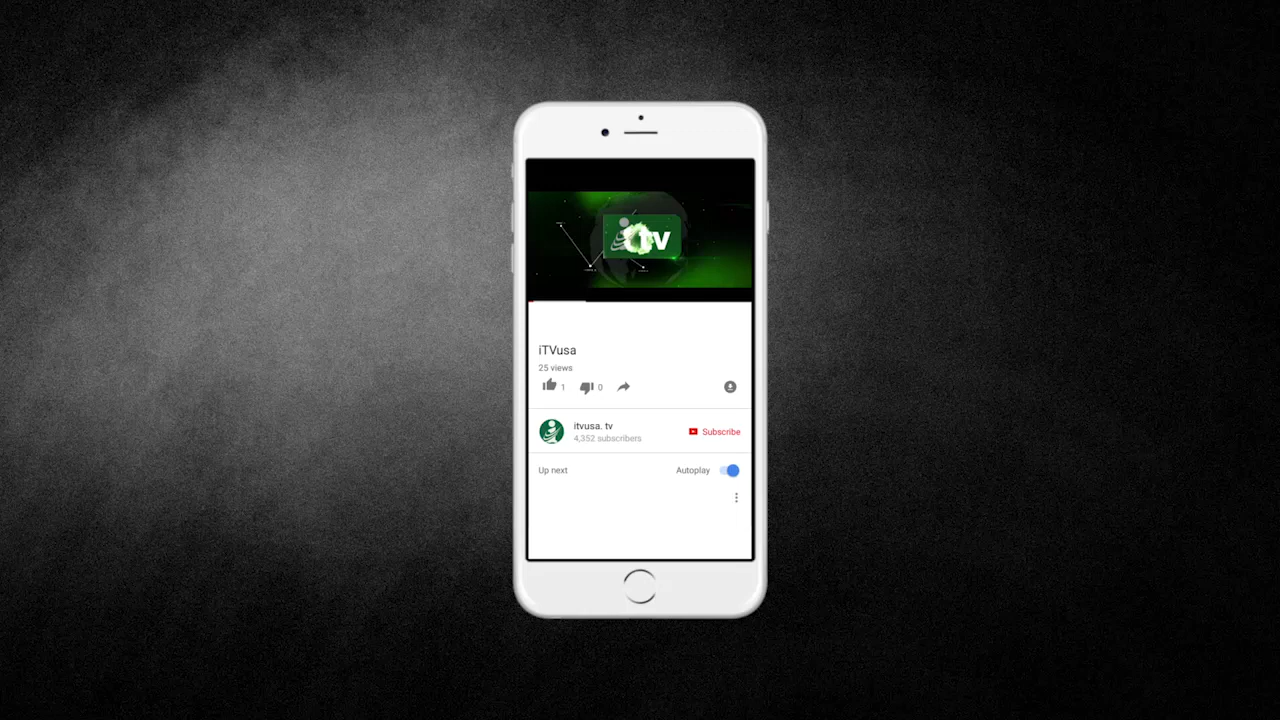 itv
iTVusa
25 views
1 0
itvusa. tv
4,352 subscribers
Subscribe
Up next
Autoplay